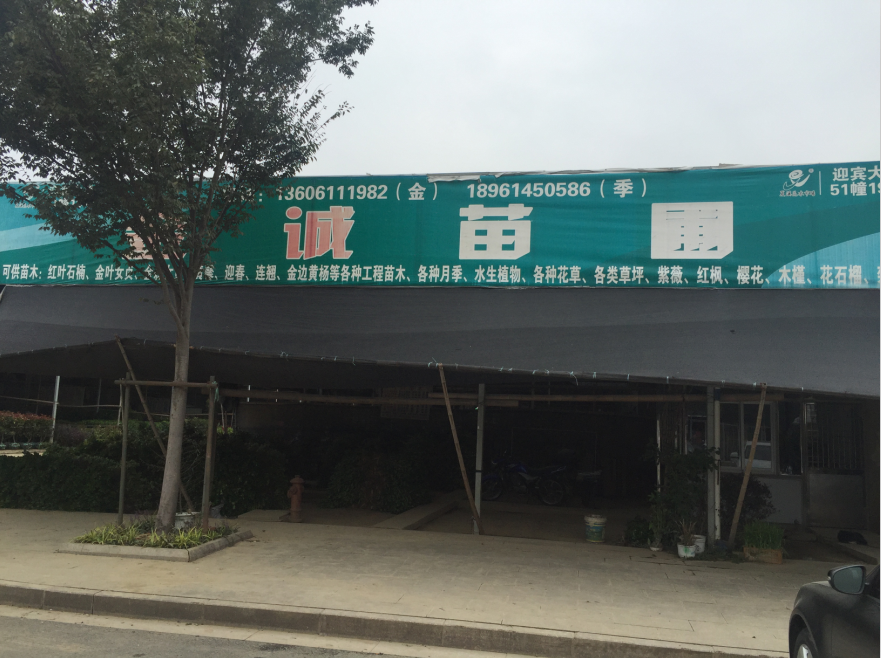 13606111982（金） 18961450586（季）
迎宾大
51幢19
诚苗圃
可供苗木：红叶石楠、金叶女贞、迎春、连翘、金边黄杨等各种工程苗木、各种月季、水生植物、各种花草、各类草坪、紫薇、红枫、樱花、木槿、花石榴、